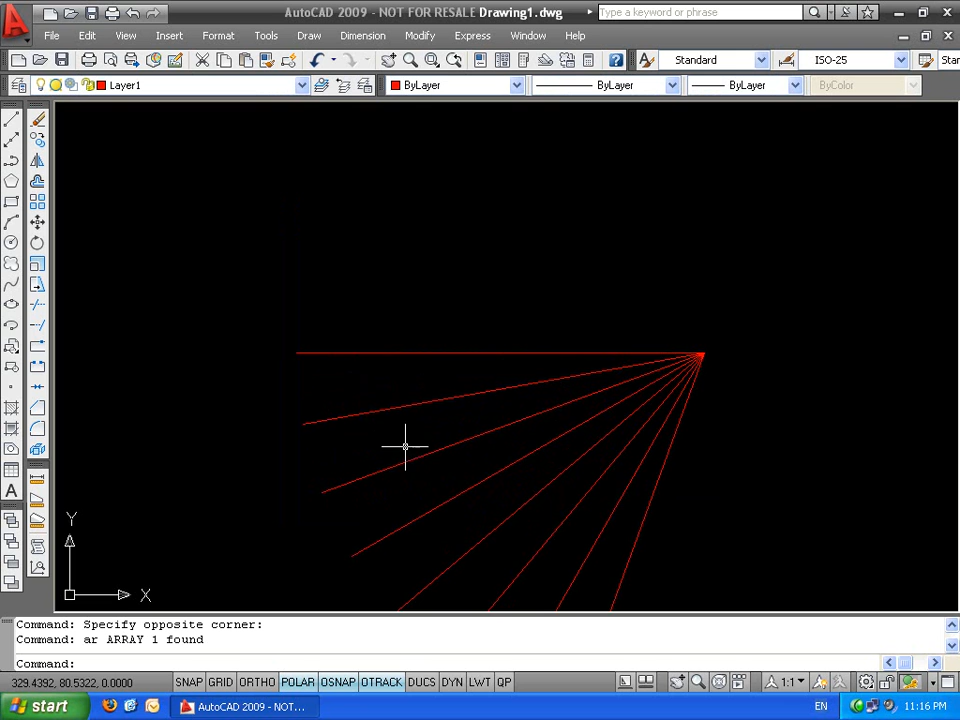 AutoCAD 2009 - NOT FOR RESALE Drawing1.dwg
Type a keyword or phrase
File Edit View Insert Format Tools Draw Dimension Modify Express Window Help
Standard ISO-25 Star
Layer1 ByLayer ByLayer ByLayer ByColor
A
Y
X
Command: Specify opposite corner:
Command: ar ARRAY 1 found
Command:
329.4392, 80.5322, 0.0000 SNAP GRID ORTHO POLAR OSNAP OTRACK DUCS DYN LWT QP 1:1
start AutoCAD 2009 - NOT... EN 11:16 PM